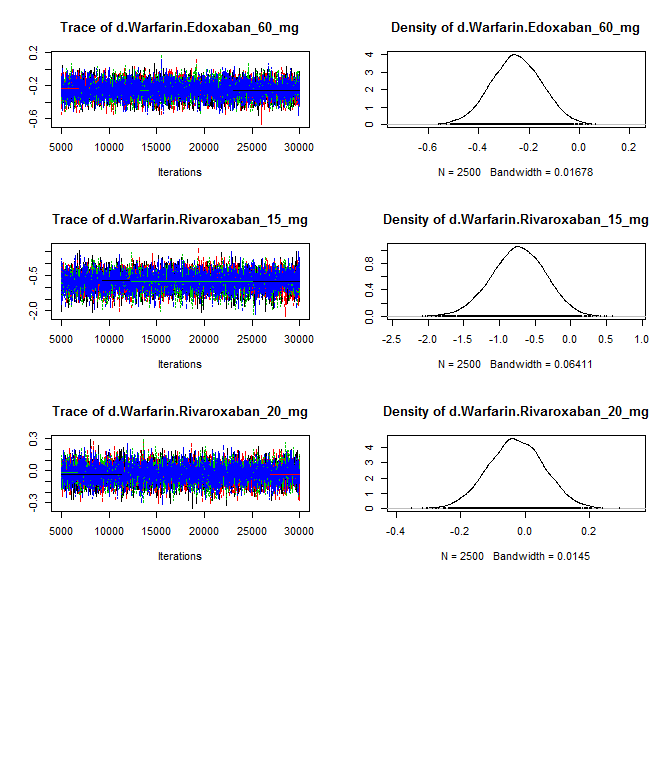 Trace of d.Warfarin.Edoxaban_60_mg
0.2
-0.2
-0.6
5000 10000 15000 20000 25000 30000
Iterations
Density of d.Warfarin.Edoxaban_60_mg
4
3
2
1
0
-0.6 -0.4 -0.2 0.0 0.2
N = 2500 Bandwidth = 0.01678
Trace of d.Warfarin.Rivaroxaban_15_mg
-0.5
-2.0
5000 10000 15000 20000 25000 30000
Iterations
Density of d.Warfarin.Rivaroxaban_15_mg
0.8
0.4
0.0
-2.5 -2.0 -1.5 -1.0 -0.5 0.0 0.5 1.0
N = 2500 Bandwidth = 0.06411
Trace of d.Warfarin.Rivaroxaban_20_mg
0.3
0.0
-0.3
5000 10000 15000 20000 25000 30000
Iterations
Density of d.Warfarin.Rivaroxaban_20_mg
4
3
2
1
0
-0.4 -0.2 0.0 0.2
N = 2500 Bandwidth = 0.0145